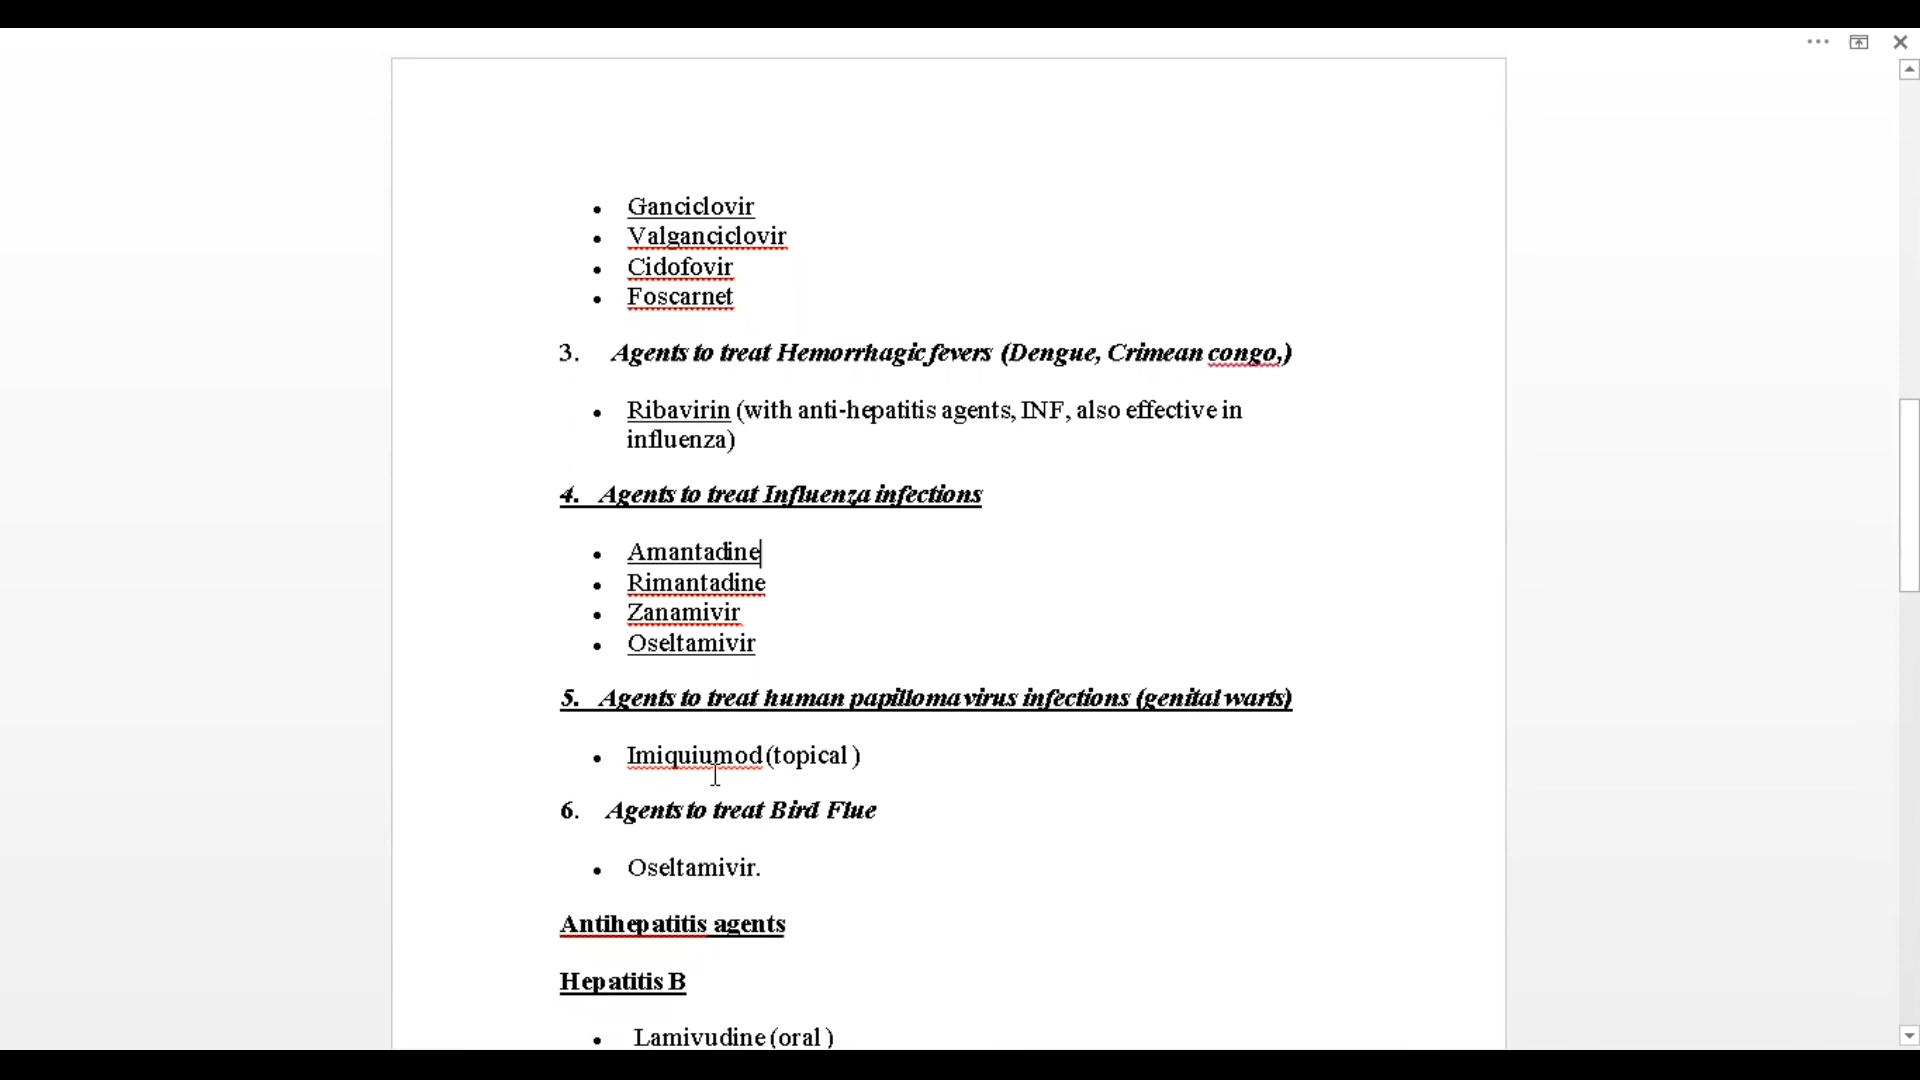 • Ganciclovir
• Valganciclovir
• Cidofovir
• Foscarnet
3. Agents to treat Hemorrhagic fevers (Dengue, Crimean congo,)
• Ribavirin (with anti-hepatitis agents, INF, also effective in
influenza)
4. Agents to treat Influenza infections
• Amantadine
• Rimantadine
• Zanamivir
• Oseltamivir
5. Agents to treat human papilloma virus infections (genital warts)
• Imiquiumod (topical )
6. Agents to treat Bird Flue
• Oseltamivir.
Antihepatitis agents
Hepatitis B
• Lamivudine (oral )